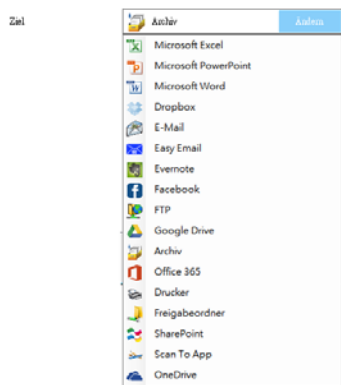 Ziel Archiv Ändern
Microsoft Excel
Microsoft PowerPoint
Microsoft Word
Dropbox
E-Mail
Easy Email
Evernote
Facebook
FTP
Google Drive
Archiv
Office 365
Drucker
Freigabeordner
SharePoint
Scan To App
OneDrive